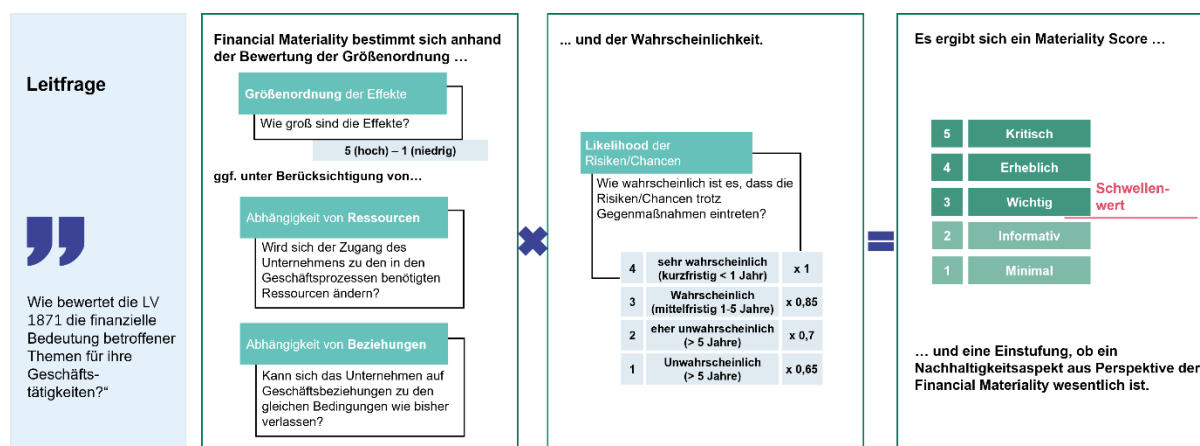 Leitfrage
Wie bewertet die LV
1871 die finanzielle
Bedeutung betroffener
Themen für ihre
Geschäfts-
tätigkeiten?“
Financial Materiality bestimmt sich anhand
der Bewertung der Größenordnung ...
Größenordnung der Effekte
Wie groß sind die Effekte?
5 (hoch) – 1 (niedrig)
ggf. unter Berücksichtigung von…
Abhängigkeit von Ressourcen
Wird sich der Zugang des
Unternehmens zu den in den
Geschäftsprozessen benötigten
Ressourcen ändern?
Abhängigkeit von Beziehungen
Kann sich das Unternehmen auf
Geschäftsbeziehungen zu den
gleichen Bedingungen wie bisher
verlassen?
... und der Wahrscheinlichkeit.
Likelihood der
Risiken/Chancen
Wie wahrscheinlich ist es, dass die
Risiken/Chancen trotz
Gegenmaßnahmen eintreten?
4 sehr wahrscheinlich x 1
(kurzfristig < 1 Jahr)
3 Wahrscheinlich x 0,85
(mittelfristig 1-5 Jahre)
2 eher unwahrscheinlich x 0,7
(> 5 Jahre)
1 Unwahrscheinlich x 0,65
(> 5 Jahre)
Es ergibt sich ein Materiality Score …
5 Kritisch
4 Erheblich
3 Wichtig
2 Informativ
1 Minimal
Schwellen-
wert
… und eine Einstufung, ob ein
Nachhaltigkeitsaspekt aus Perspektive der
Financial Materiality wesentlich ist.